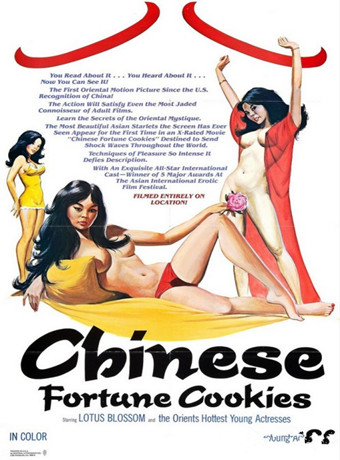 You Read About It . . . You Heard About . . .
Now You Can See It!
The First Oriental Motion Picture Since the U.S.
Recognition of China!
The Action Will Satisfy Even the Most Jaded
Connoisseur of Adult Films.
Learn the Secrets of the Oriental Mystique.
The Most Beautiful Asian Starlets the Screen Has Ever
Seen Appear for the First Time in an X-Rated Movie
"Chinese Fortune Cookies" Destined to Send
Shock Waves Throughout the World.
Techniques of Pleasure So Intense It
Defies Description.
With an Exquisite All-Star International
Cast—Winner of 5 Major Awards At
The Asian International Erotic
Film Festival.
FILMED ENTIRELY ON
LOCATION!
Chinese
Fortune Cookies
Starring LOTUS BLOSSOM and the Orients Hottest Young Actresses
IN COLOR